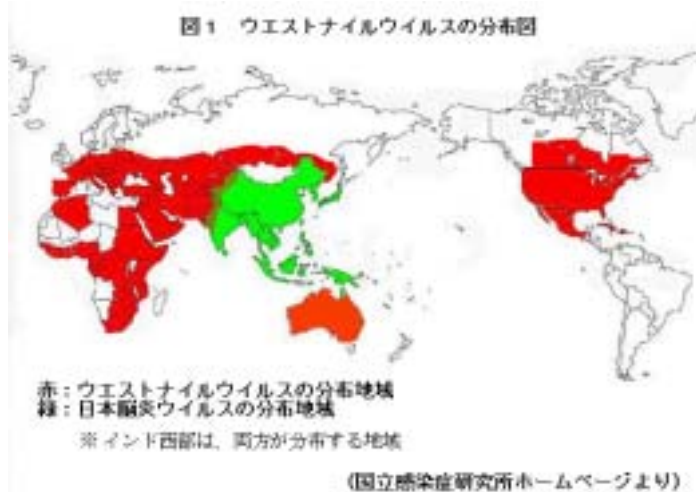 図１　ウエストナイルウイルスの分布図
赤：ウエストナイルウイルスの分布地域
緑：日本脳炎ウイルスの分布地域
※インド西部は、両方が分布する地域
（国立感染症研究所ホームページより）